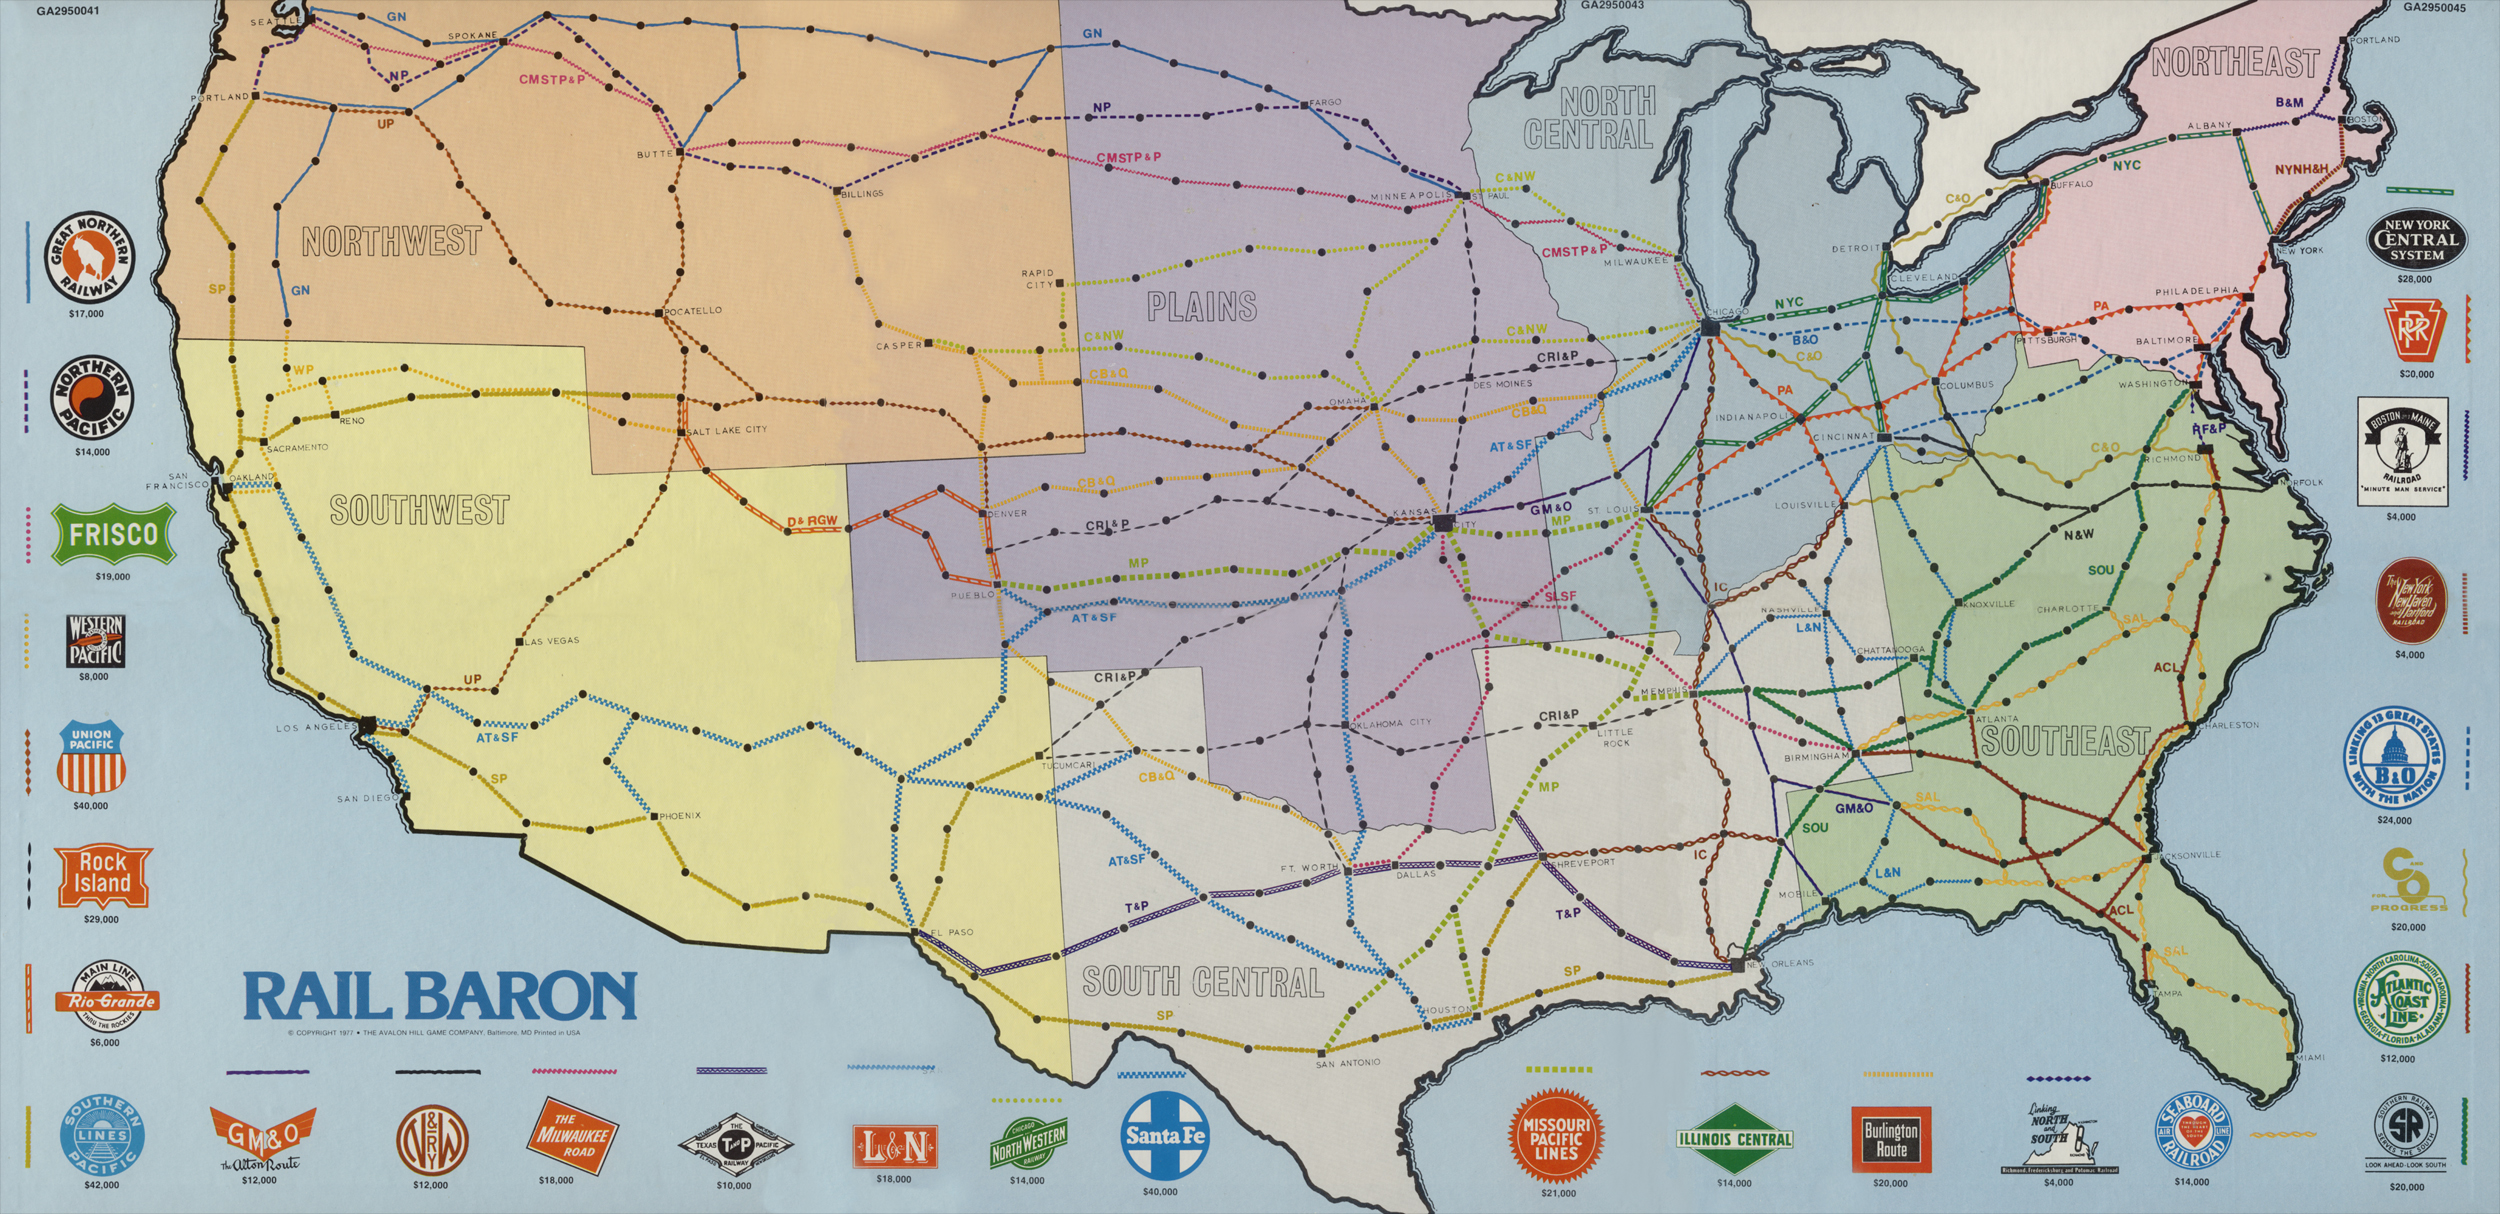 GA2950041
GA2950043
GA2950045
SEATTLE
GN
SPOKANE
NP
CMSTP&P
PORTLAND
UP
BUTTE
BILLINGS
NORTHWEST
SP
GN
POCATELLO
CASPER
WP
RENO
SACRAMENTO
SALT LAKE CITY
SAN
FRANCISCO
OAKLAND
SOUTHWEST
D&RGW
LAS VEGAS
UP
LOS ANGELES
AT&SF
SP
SAN DIEGO
PHOENIX
EL PASO
TUCUMCARI
GN
NP
FARGO
CMSTP&P
MINNEAPOLIS
ST PAUL
RAPID
CITY
PLAINS
C&NW
CB&Q
C&NW
CRI&P
DES MOINES
OMAHA
CB&Q
CB&Q
DENVER
CRI&P
KANSAS
CITY
MP
PUEBLO
AT&SF
AT&SF
GM&O
MP
CRI&P
OKLAHOMA CITY
CRI&P
LITTLE
ROCK
SLSF
CB&Q
MP
AT&SF
FT. WORTH
DALLAS
SHREVEPORT
T&P
T&P
SOUTH CENTRAL
HOUSTON
SP
SP
SAN ANTONIO
NEW ORLEANS
NORTH
CENTRAL
C&NW
CMSTP&P
MILWAUKEE
CHICAGO
NYC
B&O
C&O
PA
DETROIT
CLEVELAND
COLUMBUS
INDIANAPOLIS
CINCINNATI
ST LOUIS
LOUISVILLE
IC
NASHVILLE
L&N
CHATTANOOGA
MEMPHIS
BIRMINGHAM
GM&O
SOU
IC
MOBILE
L&N
NORTHEAST
PORTLAND
B&M
BOSTON
ALBANY
NYC
NYNH&H
BUFFALO
C&O
NEW YORK
PHILADELPHIA
PA
PITTSBURGH
BALTIMORE
WASHINGTON
RF&P
C&O
RICHMOND
NORFOLK
N&W
SOU
KNOXVILLE
CHARLOTTE
SAL
ACL
ATLANTA
CHARLESTON
SOUTHEAST
SAL
JACKSONVILLE
ACL
SAL
TAMPA
MIAMI
GREAT NORTHERN
RAILWAY
$17,000
NORTHERN
PACIFIC
$14,000
FRISCO
$19,000
WESTERN
PACIFIC
$8,000
UNION
PACIFIC
$40,000
Rock
Island
$29,000
MAIN LINE
Rio Grande
THRU THE ROCKIES
$6,000
SOUTHERN
LINES
PACIFIC
$42,000
RAIL BARON
© COPYRIGHT 1977 • THE AVALON HILL GAME COMPANY, Baltimore, MD Printed in USA
GM&O
The Alton Route
$12,000
N&W
RY
$12,000
THE
MILWAUKEE
ROAD
$18,000
THE
TEXAS T AND P PACIFIC
RAILWAY
$10,000
L&N
$18,000
CHICAGO
NORTH WESTERN
RAILWAY
$14,000
Santa Fe
$40,000
MISSOURI
PACIFIC
LINES
$21,000
ILLINOIS CENTRAL
$14,000
Burlington
Route
$20,000
Linking
NORTH
and
SOUTH
Richmond, Fredericksburg and Potomac Railroad
$4,000
SEABOARD
AIR LINE
THROUGH THE HEART OF THE SOUTH
RAILROAD
$14,000
NEW YORK
CENTRAL
SYSTEM
$28,000
PRR
$30,000
BOSTON and MAINE
RAILROAD
"MINUTE MAN SERVICE"
$4,000
The
New York
New Haven
and Hartford
RAILROAD
$4,000
LINKING 13 GREAT STATES
B&O
WITH THE NATION
$24,000
C AND O
FOR
PROGRESS
$20,000
VIRGINIA-NORTH CAROLINA-SOUTH CAROLINA
ATLANTIC
COAST
LINE
GEORGIA-FLORIDA-ALABAMA
$12,000
SOUTHERN RAILWAY
SR
SERVES THE SOUTH
LOOK AHEAD-LOOK SOUTH
$20,000